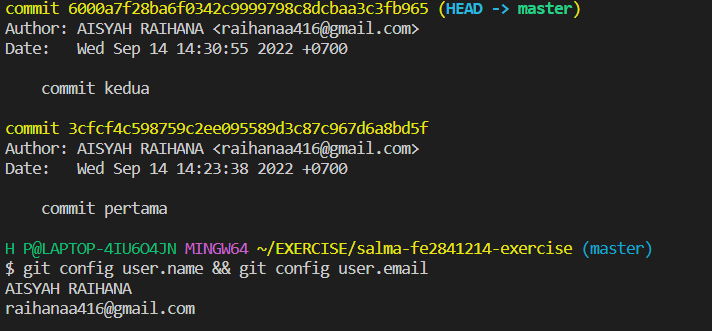 commit 6000a7f28ba6f0342c9999798c8dcbaa3c3fb965 (HEAD -> master)
Author: AISYAH RAIHANA <raihanaa416@gmail.com>
Date:   Wed Sep 14 14:30:55 2022 +0700
    commit kedua
commit 3cfcf4c598759c2ee095589d3c87c967d6a8bd5f
Author: AISYAH RAIHANA <raihanaa416@gmail.com>
Date:   Wed Sep 14 14:23:38 2022 +0700
    commit pertama
H P@LAPTOP-4IU6O4JN MINGW64 ~/EXERCISE/salma-fe2841214-exercise (master)
$ git config user.name && git config user.email
AISYAH RAIHANA
raihanaa416@gmail.com